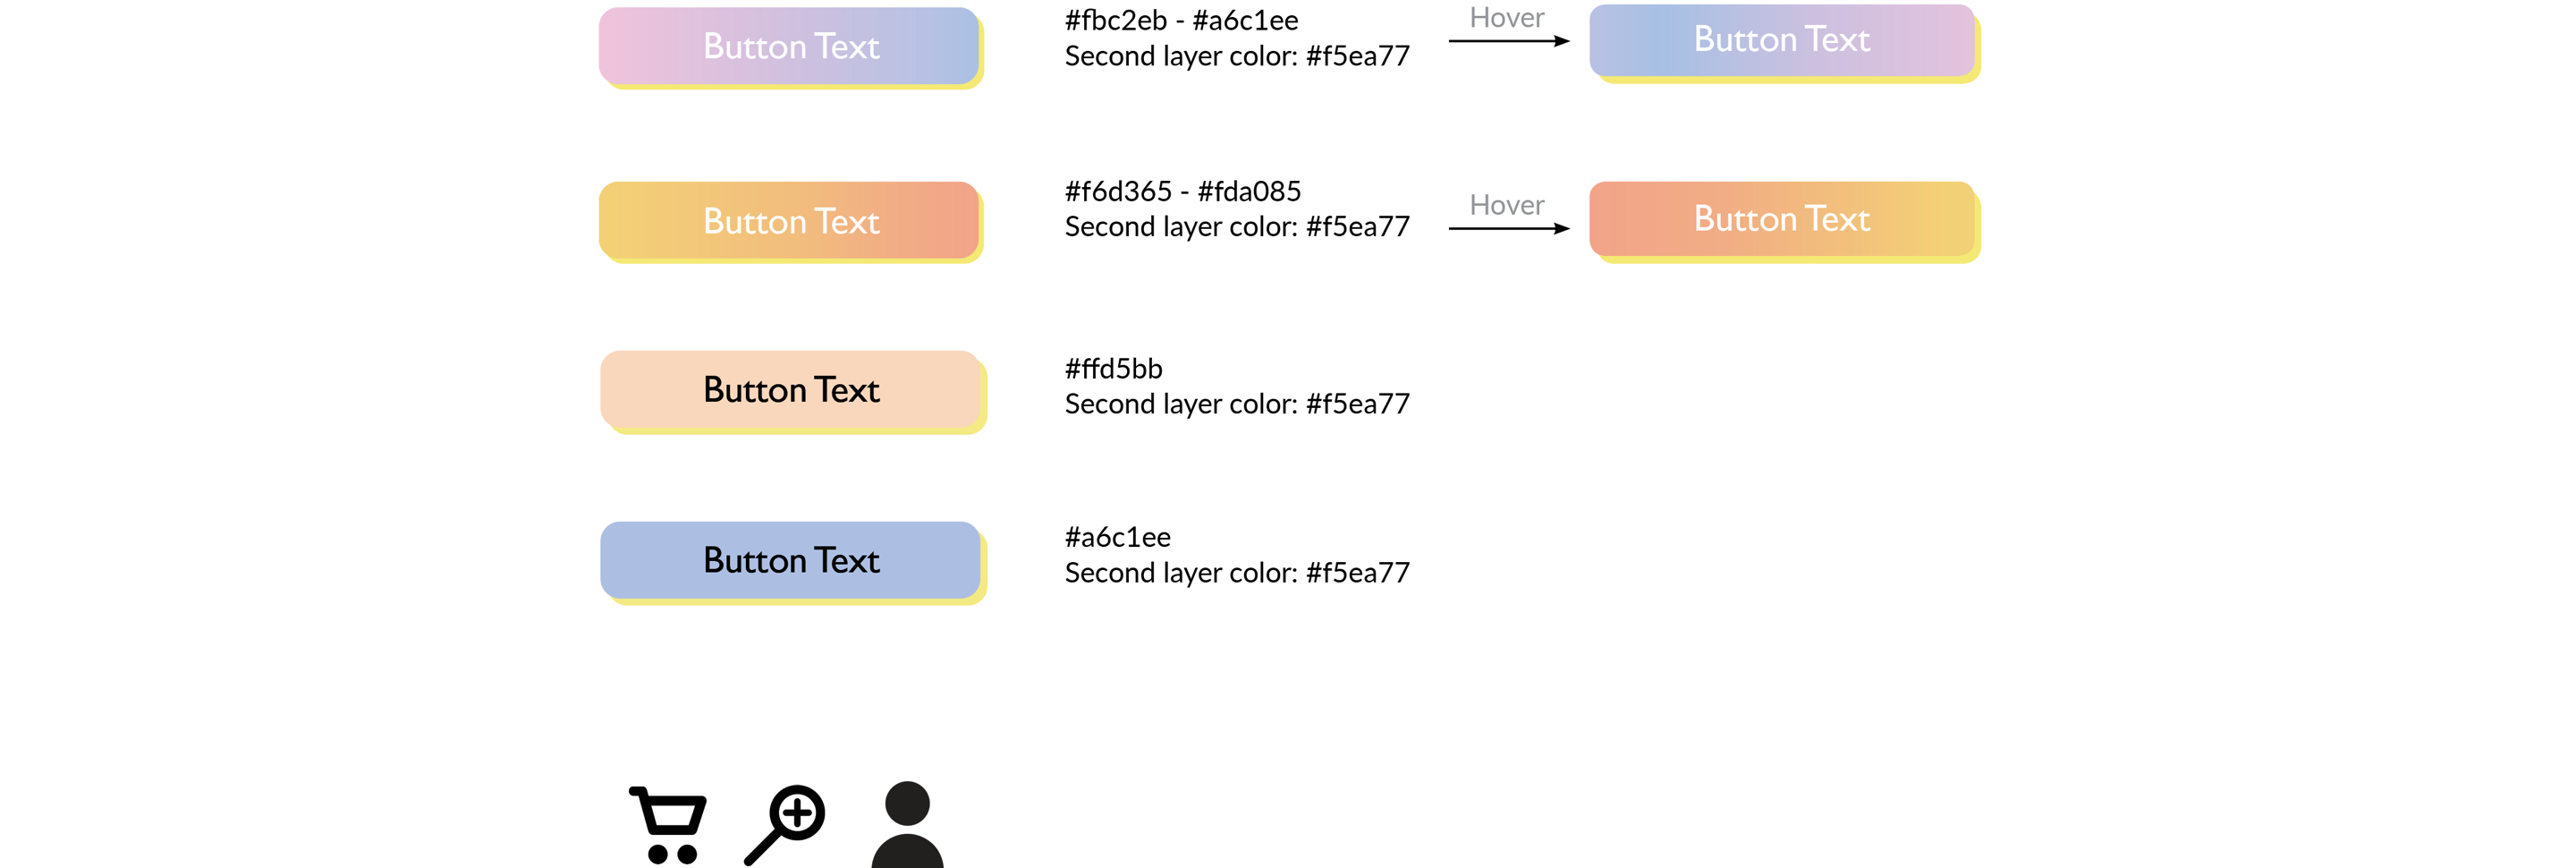 Button Text
#fbc2eb - #a6c1ee
Second layer color: #f5ea77
Hover
Button Text
Button Text
#f6d365 - #fda085
Second layer color: #f5ea77
Hover
Button Text
Button Text
#ffd5bb
Second layer color: #f5ea77
Button Text
#a6c1ee
Second layer color: #f5ea77